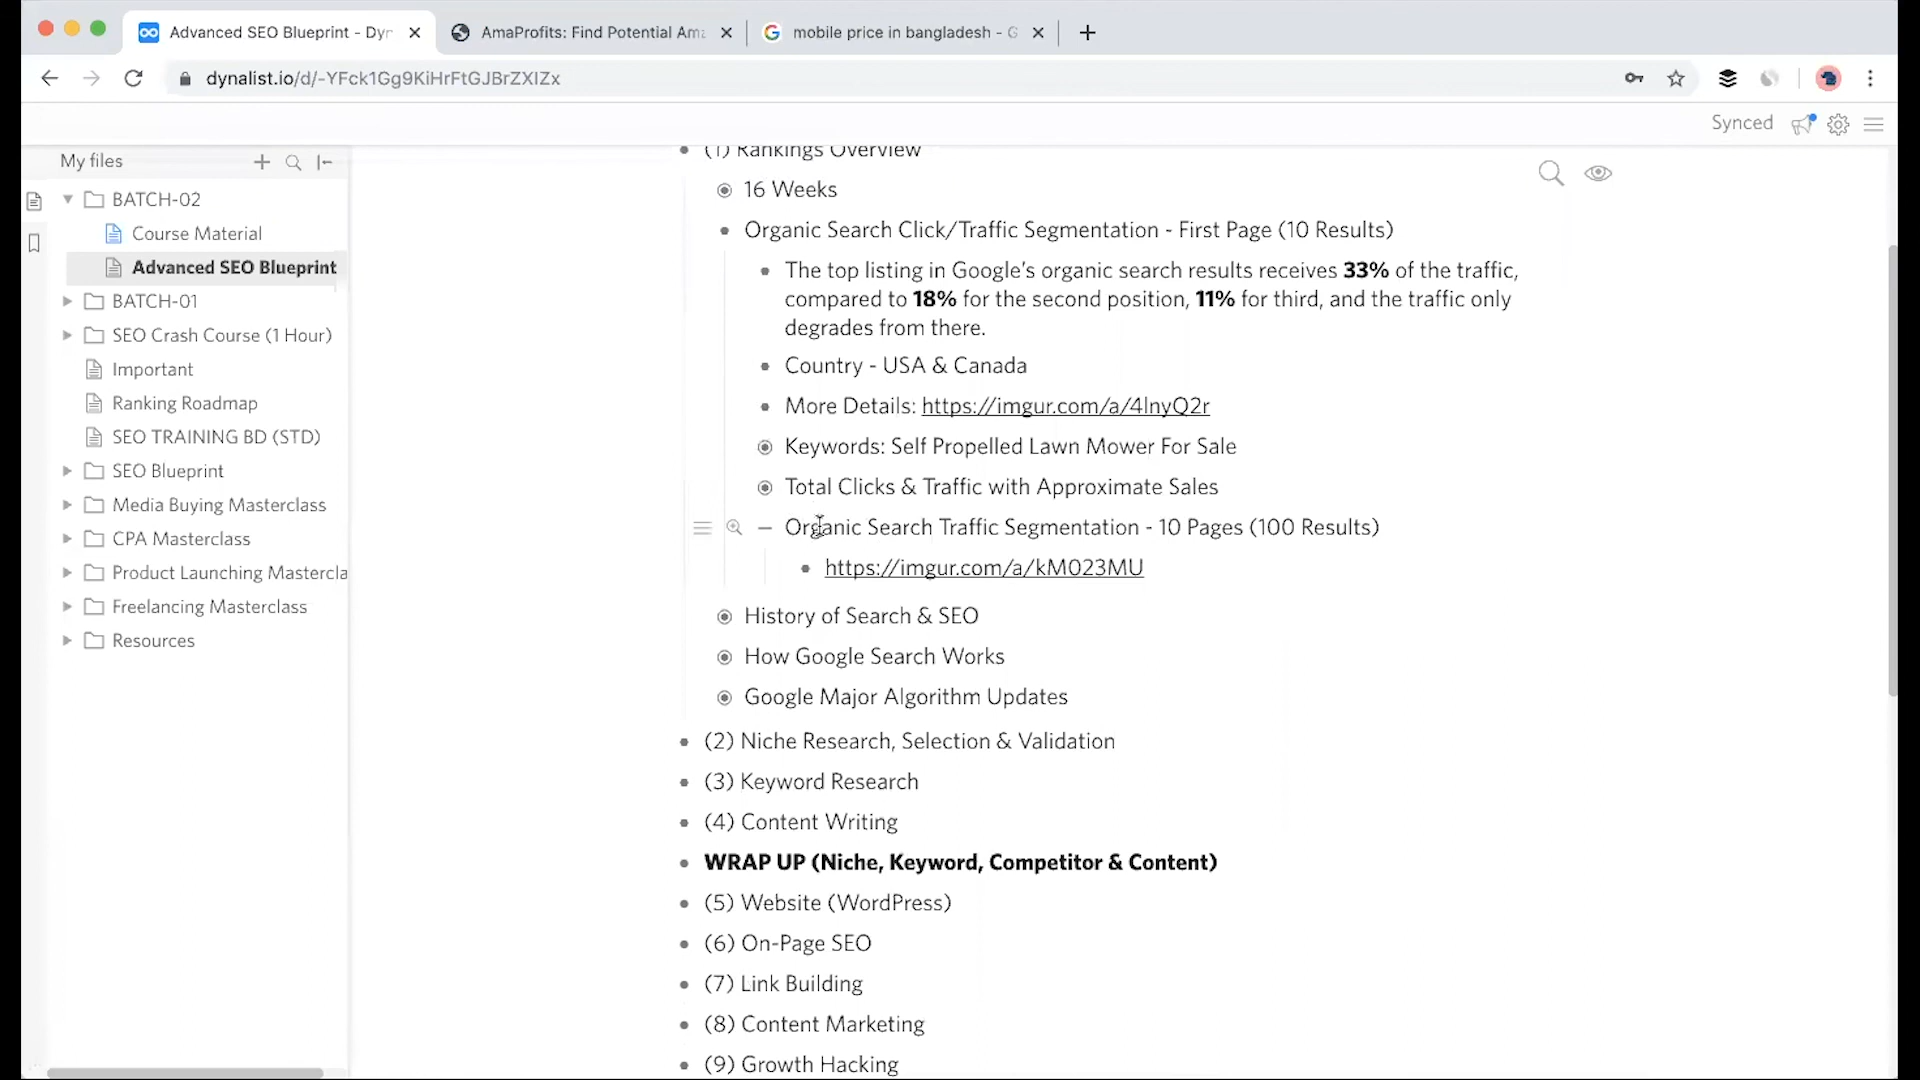 Advanced SEO Blueprint - Dyn
AmaProfits: Find Potential Ama
mobile price in bangladesh - G
dynalist.io/d/-YFck1Gg9KiHrFtGJBrZXIZx
Synced
My files
BATCH-02
Course Material
Advanced SEO Blueprint
BATCH-01
SEO Crash Course (1 Hour)
Important
Ranking Roadmap
SEO TRAINING BD (STD)
SEO Blueprint
Media Buying Masterclass
CPA Masterclass
Product Launching Mastercla
Freelancing Masterclass
Resources
(1) Rankings Overview
16 Weeks
Organic Search Click/Traffic Segmentation - First Page (10 Results)
The top listing in Google's organic search results receives 33% of the traffic,
compared to 18% for the second position, 11% for third, and the traffic only
degrades from there.
Country - USA & Canada
More Details: https://imgur.com/a/4lnyQ2r
Keywords: Self Propelled Lawn Mower For Sale
Total Clicks & Traffic with Approximate Sales
Organic Search Traffic Segmentation - 10 Pages (100 Results)
https://imgur.com/a/kM023MU
History of Search & SEO
How Google Search Works
Google Major Algorithm Updates
(2) Niche Research, Selection & Validation
(3) Keyword Research
(4) Content Writing
WRAP UP (Niche, Keyword, Competitor & Content)
(5) Website (WordPress)
(6) On-Page SEO
(7) Link Building
(8) Content Marketing
(9) Growth Hacking